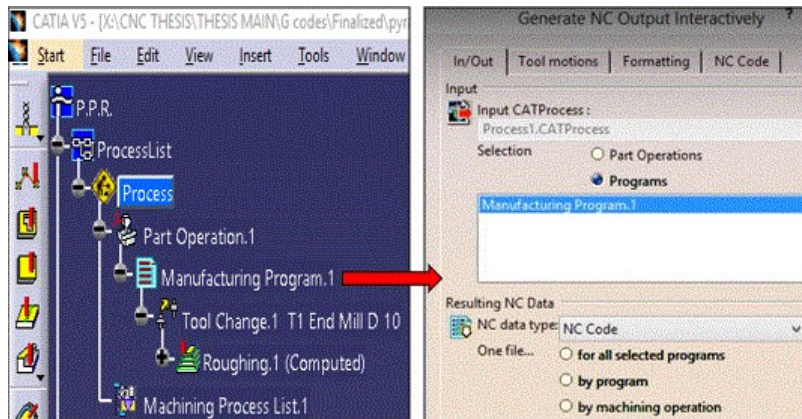 CATIA V5 - [X:\CNC THESIS\THESIS MAIN\G codes\Finalized\pyr
Start File Edit View Insert Tools Window
P.P.R.
ProcessList
Process
Part Operation.1
Manufacturing Program.1
Tool Change.1 T1 End Mill D 10
Roughing.1 (Computed)
Machining Process List.1
Generate NC Output Interactively ?
In/Out Tool motions Formatting NC Code
Input
Input CATProcess :
Process1.CATProcess
Selection Part Operations
Programs
Manufacturing Program.1
Resulting NC Data
NC data type: NC Code
One file... for all selected programs
by program
by machining operation